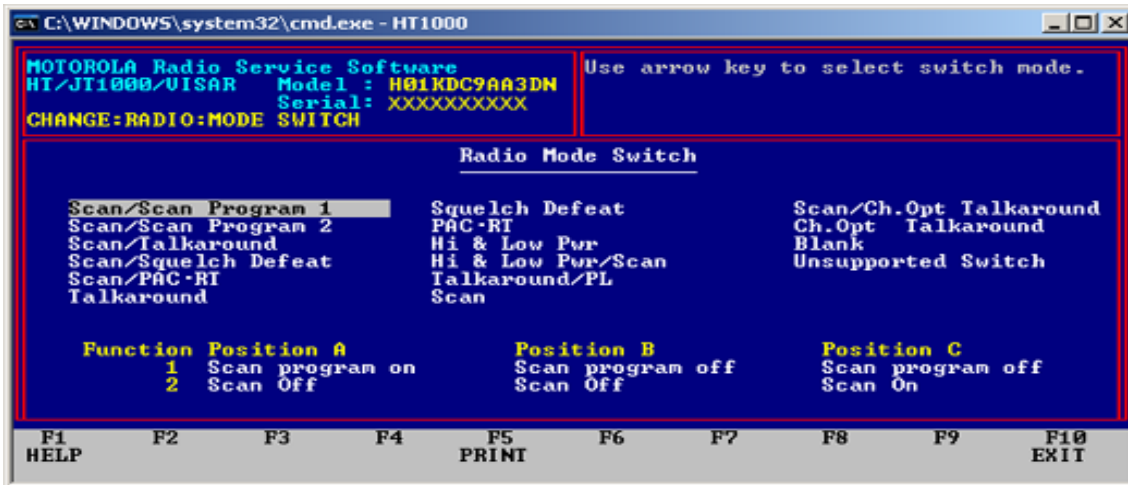 C:\WINDOWS\system32\cmd.exe - HT1000
MOTOROLA Radio Service Software
HT/JT1000/VISAR Model : H01KDC9AA3DN
Serial: XXXXXXXXXX
CHANGE:RADIO:MODE SWITCH
Use arrow key to select switch mode.
Radio Mode Switch
Scan/Scan Program 1 Squelch Defeat Scan/Ch.Opt Talkaround
Scan/Scan Program 2 PAC·RT Ch.Opt Talkaround
Scan/Talkaround Hi & Low Pwr Blank
Scan/Squelch Defeat Hi & Low Pwr/Scan Unsupported Switch
Scan/PAC·RT Talkaround/PL
Talkaround Scan
Function Position A Position B Position C
1 Scan program on Scan program off Scan program off
2 Scan Off Scan Off Scan On
F1 F2 F3 F4 F5 F6 F7 F8 F9 F10
HELP PRINT EXIT